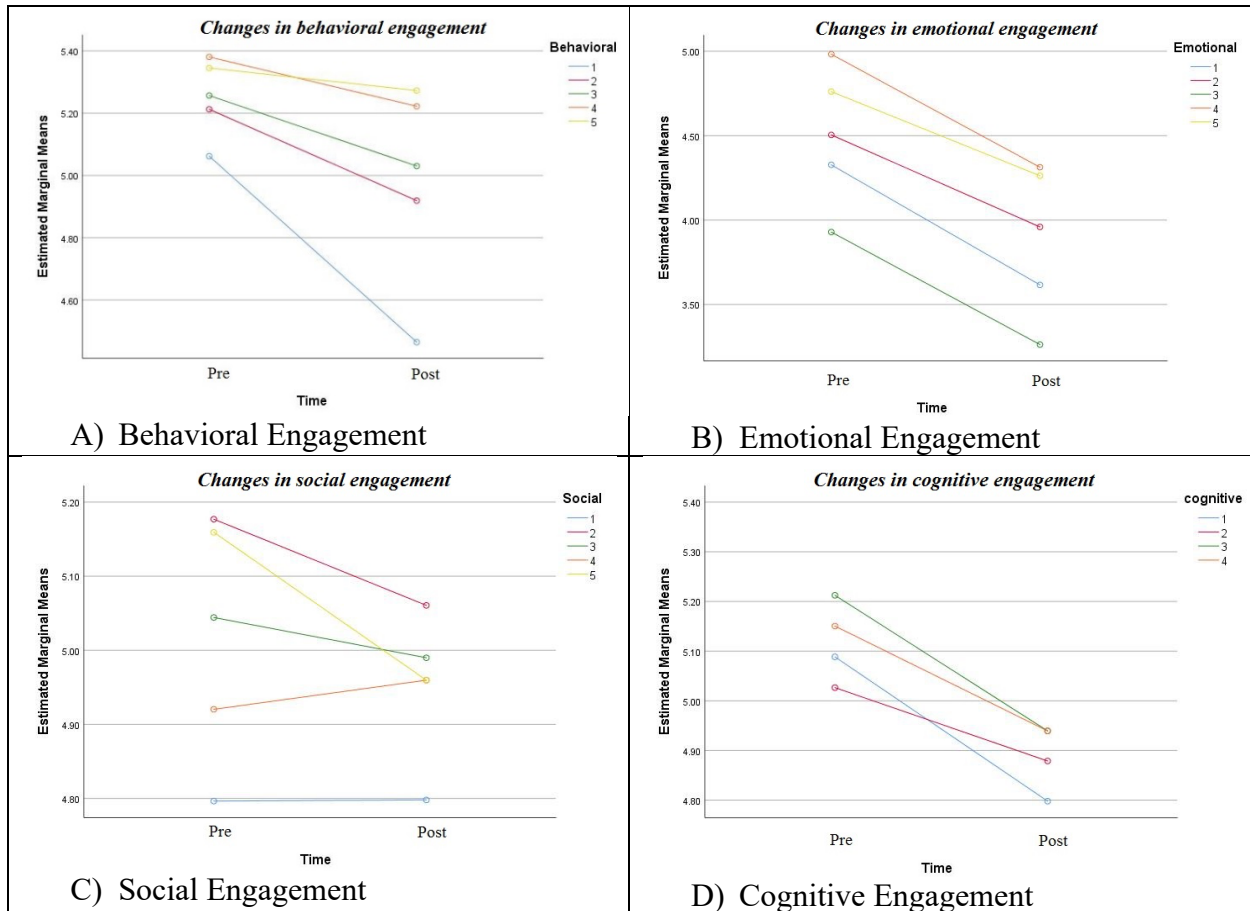 Changes in behavioral engagement
Behavioral
1
2
3
4
5
Estimated Marginal Means
5.40
5.20
5.00
4.80
4.60
Pre
Post
Time
A) Behavioral Engagement
Changes in emotional engagement
Emotional
1
2
3
4
5
Estimated Marginal Means
5.00
4.50
4.00
3.50
Pre
Post
Time
B) Emotional Engagement
Changes in social engagement
Social
1
2
3
4
5
Estimated Marginal Means
5.20
5.10
5.00
4.90
4.80
Pre
Post
Time
C) Social Engagement
Changes in cognitive engagement
cognitive
1
2
3
4
Estimated Marginal Means
5.40
5.30
5.20
5.10
5.00
4.90
4.80
Pre
Post
Time
D) Cognitive Engagement